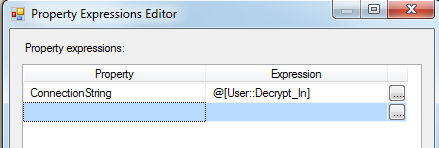 Property Expressions Editor
Property expressions:
Property Expression
ConnectionString @[User::Decrypt_In] ...
...